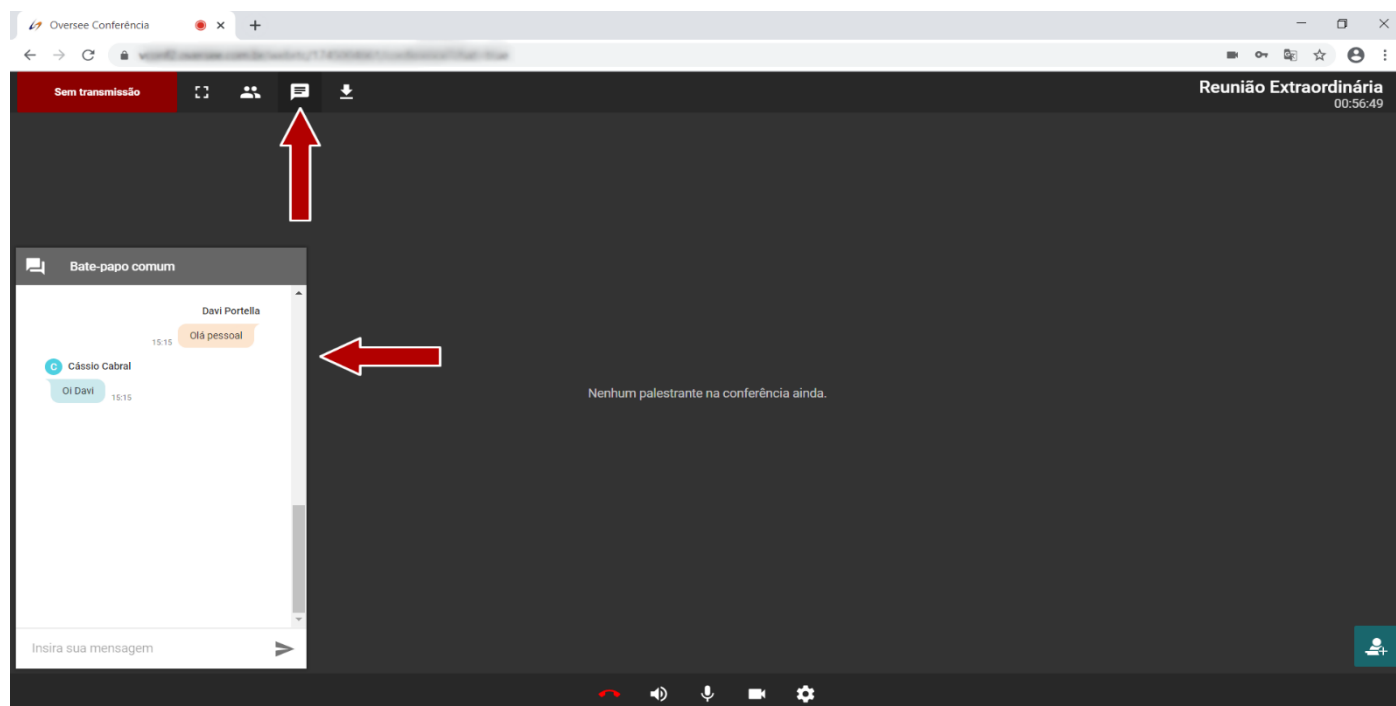 Oversee Conferência
Sem transmissão
Reunião Extraordinária
00:56:49
Bate-papo comum
Davi Portella
15:15 Olá pessoal
C Cássio Cabral
Oi Davi 15:15
Nenhum palestrante na conferência ainda.
Insira sua mensagem